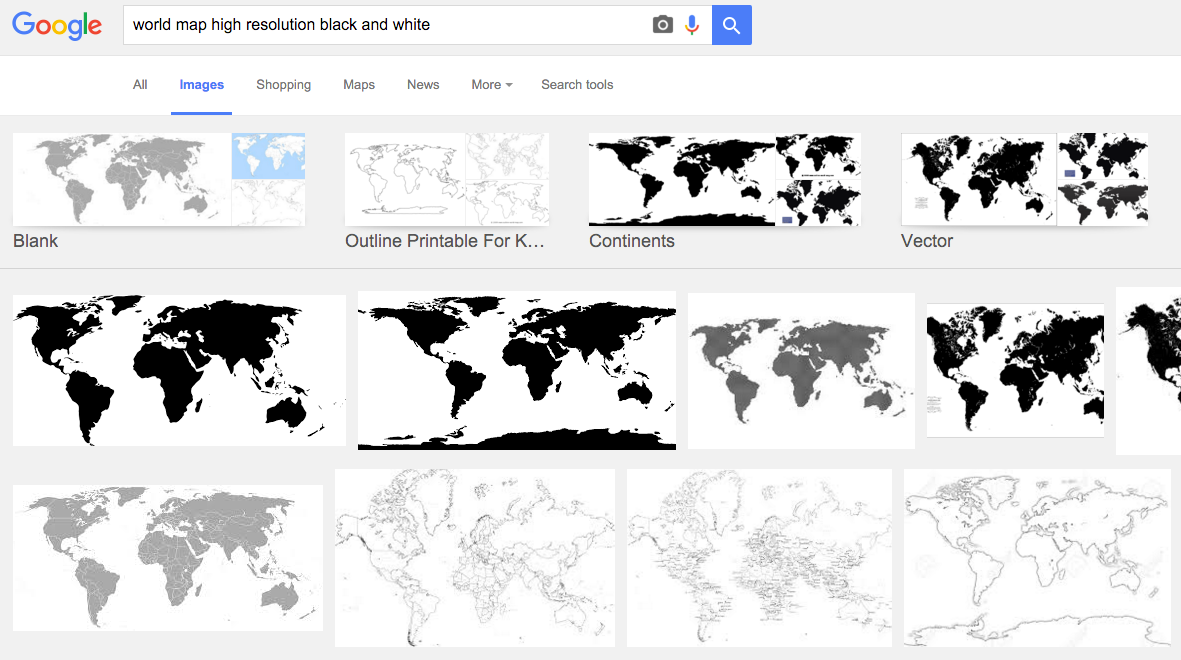 Google
world map high resolution black and white
All Images Shopping Maps News More Search tools
Blank Outline Printable For K... Continents Vector